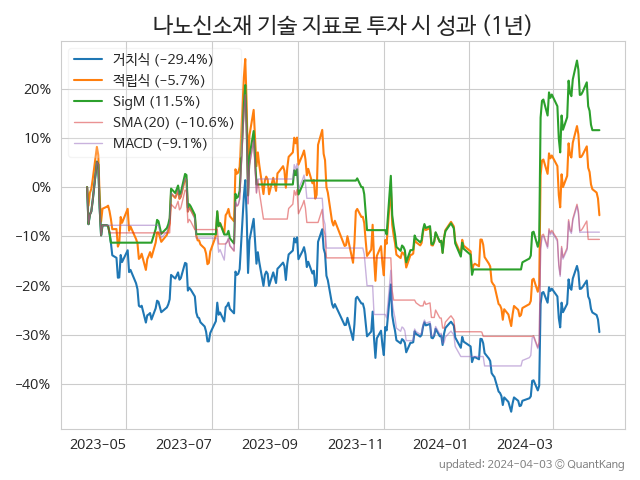 나노신소재 기술 지표로 투자 시 성과 (1년)
거치식 (−29.4%)
적립식 (−5.7%)
SigM (11.5%)
SMA(20) (−10.6%)
MACD (−9.1%)
20%
10%
0%
−10%
−20%
−30%
−40%
2023-05 2023-07 2023-09 2023-11 2024-01 2024-03
updated: 2024-04-03 © QuantKang